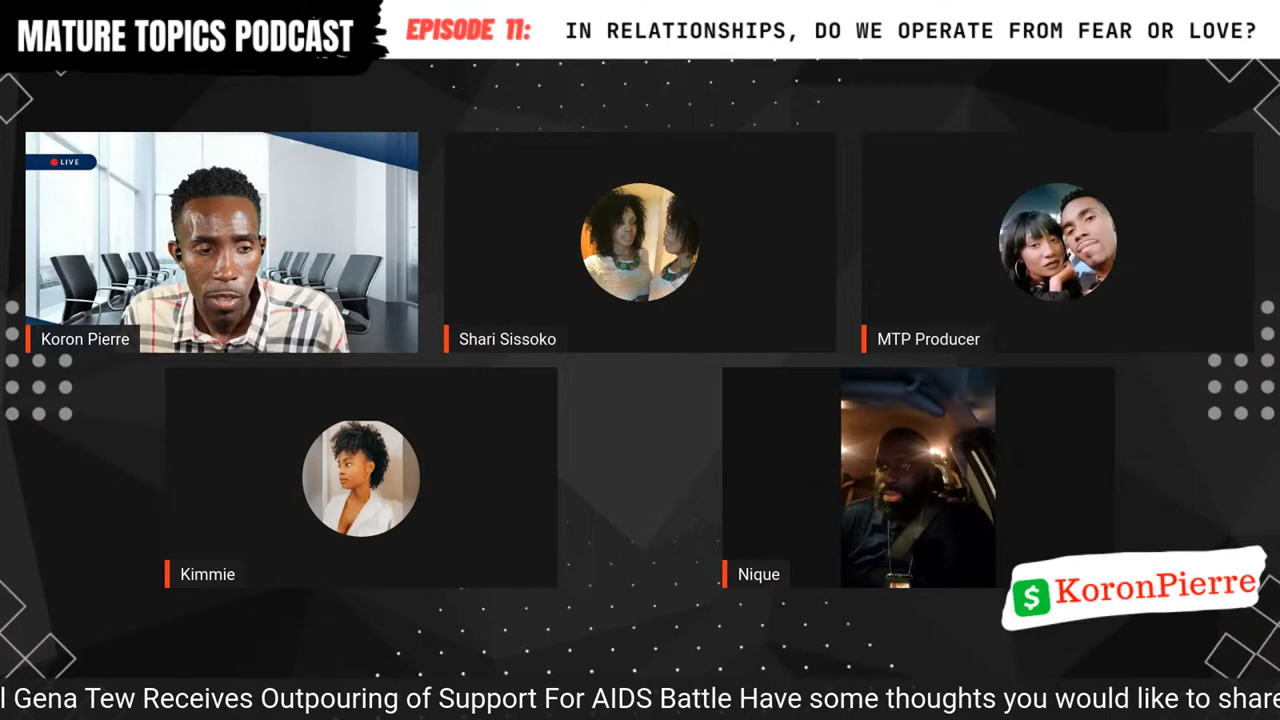 MATURE TOPICS PODCAST
EPISODE 11:
IN RELATIONSHIPS, DO WE OPERATE FROM FEAR OR LOVE?
LIVE
Koron Pierre
Shari Sissoko
MTP Producer
Kimmie
Nique
$ KoronPierre
l Gena Tew Receives Outpouring of Support For AIDS Battle Have some thoughts you would like to share